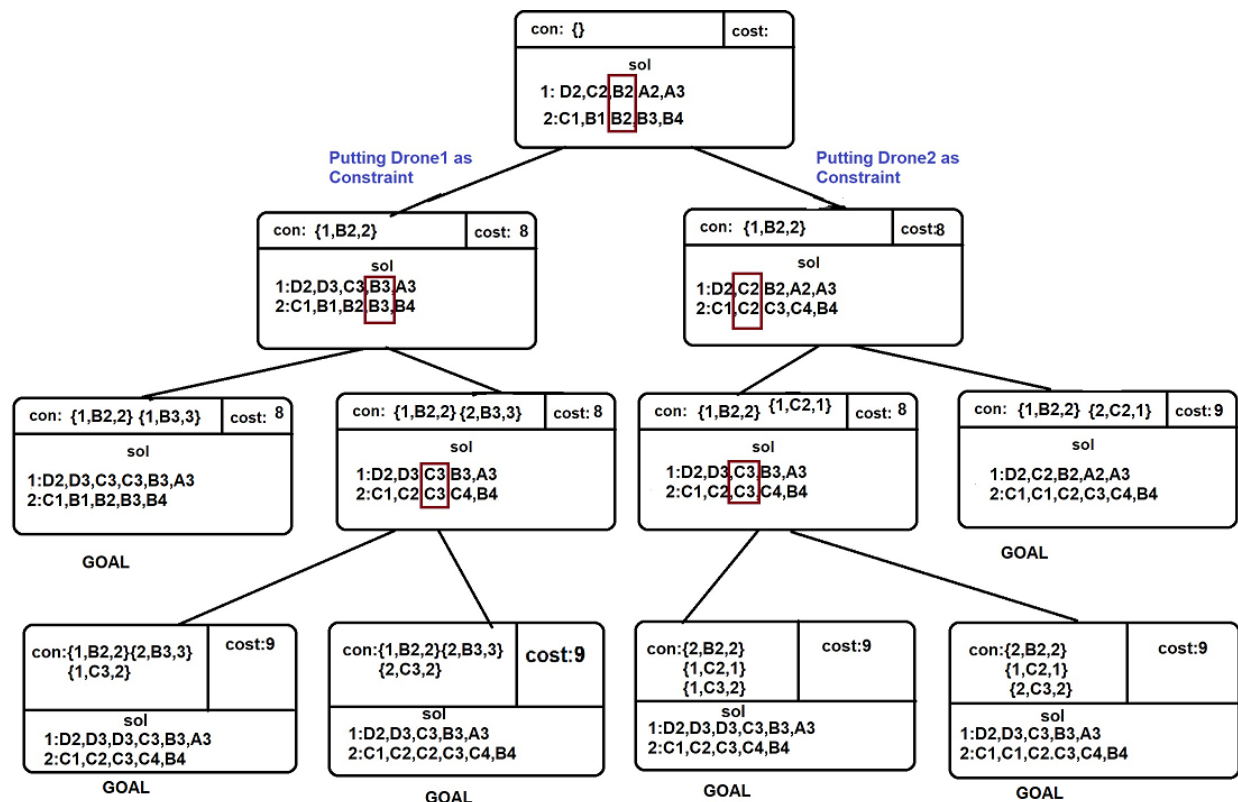 con: {}
cost:
sol
1: D2,C2,B2,A2,A3
2:C1,B1 B2,B3,B4
Putting Drone1 as
Constraint
Putting Drone2 as
Constraint
con: {1,B2,2}
cost: 8
sol
1:D2,D3,C3,B3,A3
2:C1,B1,B2,B3,B4
con: {1,B2,2}
cost:8
sol
1:D2,C2,B2,A2,A3
2:C1,C2 C3,C4,B4
con: {1,B2,2} {1,B3,3}
cost: 8
sol
1:D2,D3,C3,C3,B3,A3
2:C1,B1,B2,B3,B4
GOAL
con: {1,B2,2} {2,B3,3}
cost: 8
sol
1:D2,D3 C3,B3,A3
2:C1,C2 C3 C4,B4
con: {1,B2,2} {1,C2,1}
cost: 8
sol
1:D2,D3,C3,B3,A3
2:C1,C2,C3,C4,B4
con: {1,B2,2} {2,C2,1}
cost: 9
sol
1:D2,C2,B2,A2,A3
2:C1,C1,C2,C3,C4,B4
GOAL
con:{1,B2,2}{2,B3,3}
{1,C3,2}
cost:9
sol
1:D2,D3,D3,C3,B3,A3
2:C1,C2,C3,C4,B4
GOAL
con:{1,B2,2}{2,B3,3}
{2,C3,2}
cost:9
sol
1:D2,D3,C3,B3,A3
2:C1,C2,C2,C3,C4,B4
GOAL
con:{2,B2,2}
{1,C2,1}
{1,C3,2}
cost:9
sol
1:D2,D3,D3,C3,B3,A3
2:C1,C2,C3,C4,B4
GOAL
con:{2,B2,2}
{1,C2,1}
{2,C3,2}
cost:9
sol
1:D2,D3,C3,B3,A3
2:C1,C1,C2.C3,C4,B4
GOAL